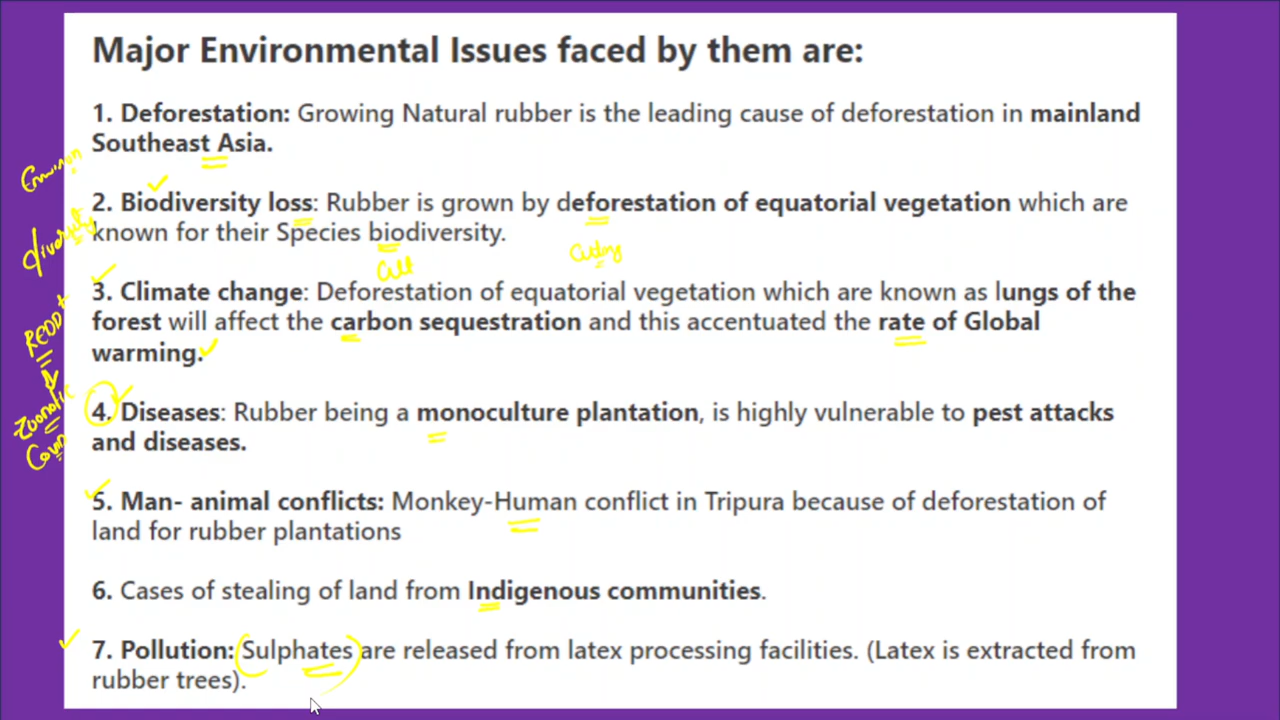 Major Environmental Issues faced by them are:
1. Deforestation: Growing Natural rubber is the leading cause of deforestation in mainland
Southeast Asia.
2. Biodiversity loss: Rubber is grown by deforestation of equatorial vegetation which are
known for their Species biodiversity.
3. Climate change: Deforestation of equatorial vegetation which are known as lungs of the
forest will affect the carbon sequestration and this accentuated the rate of Global
warming.
4. Diseases: Rubber being a monoculture plantation, is highly vulnerable to pest attacks
and diseases.
5. Man- animal conflicts: Monkey-Human conflict in Tripura because of deforestation of
land for rubber plantations
6. Cases of stealing of land from Indigenous communities.
7. Pollution: Sulphates are released from latex processing facilities. (Latex is extracted from
rubber trees).
diversity
REDD+
Zoonotic